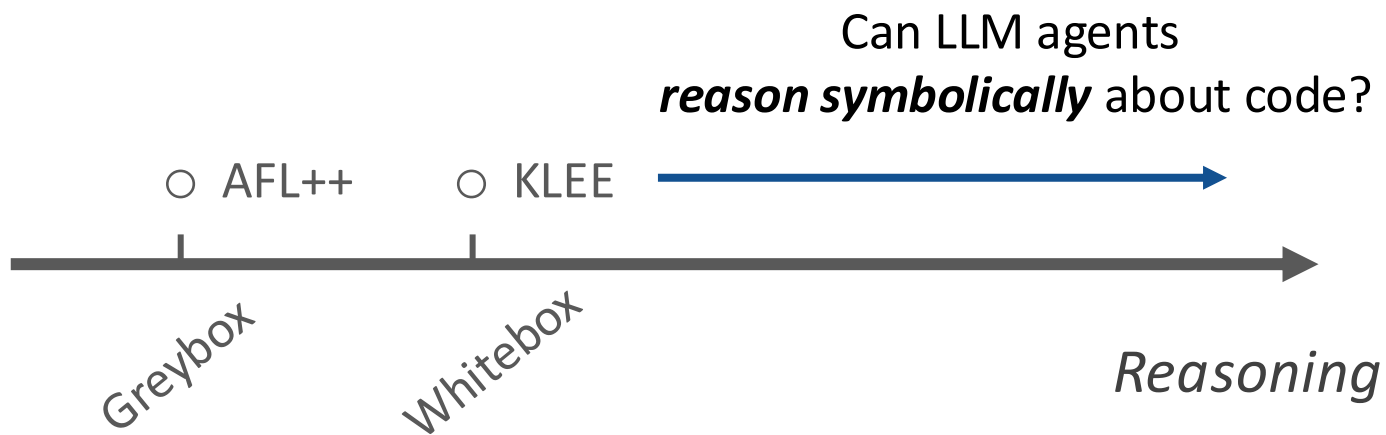 Can LLM agents
reason symbolically about code?
AFL++
KLEE
Greybox
Whitebox
Reasoning